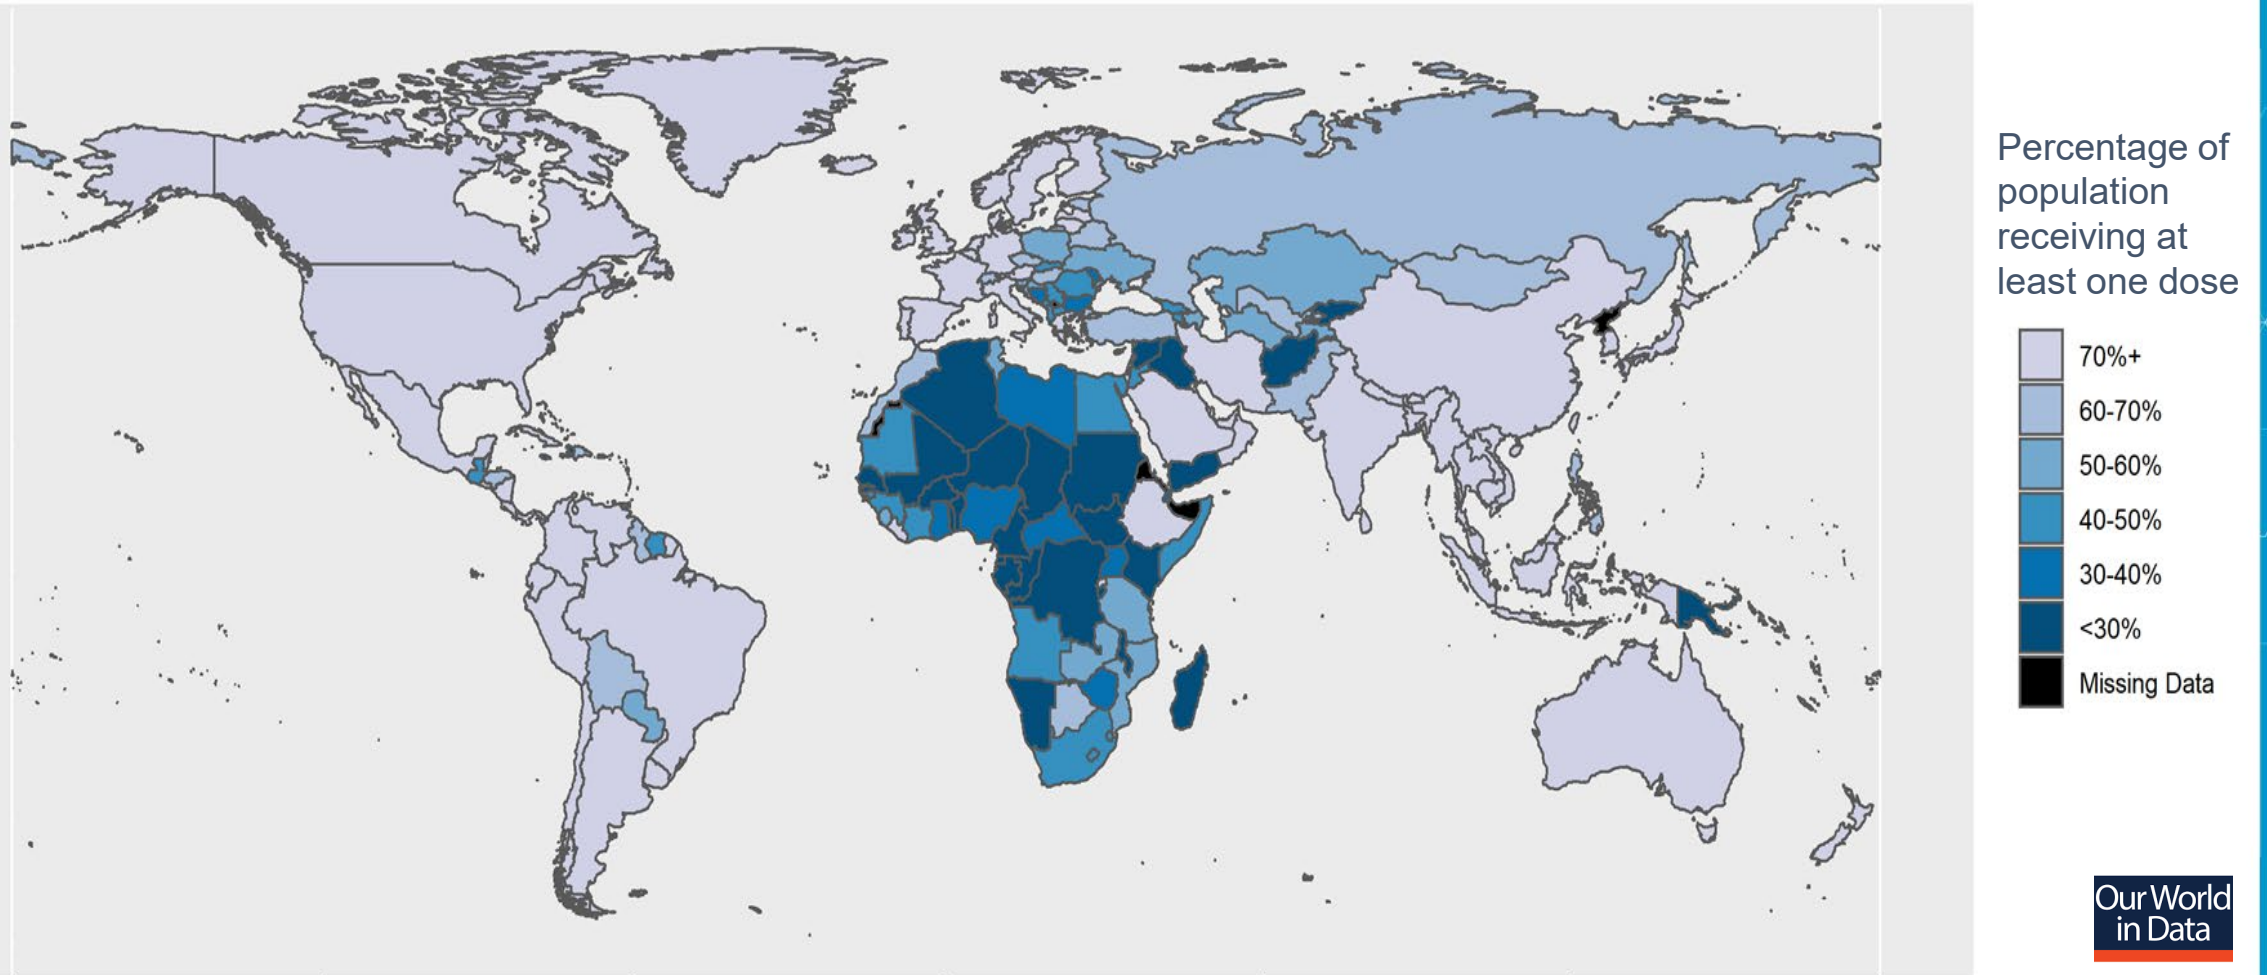 Percentage of
population
receiving at
least one dose
70%+
60-70%
50-60%
40-50%
30-40%
<30%
Missing Data
Our World
in Data